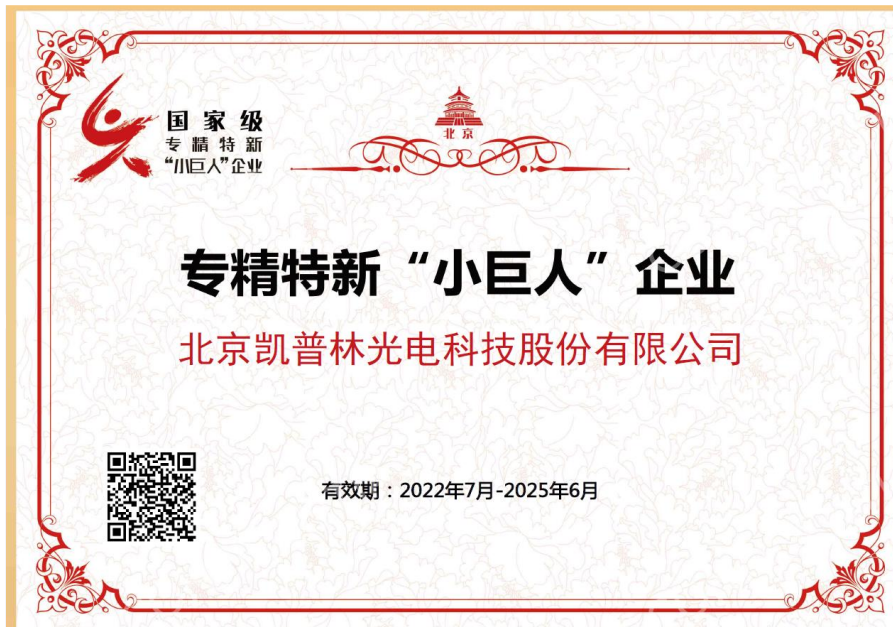 国家级
专精特新
“小巨人”企业
北京
专精特新“小巨人”企业
北京凯普林光电科技股份有限公司
有效期：2022年7月-2025年6月